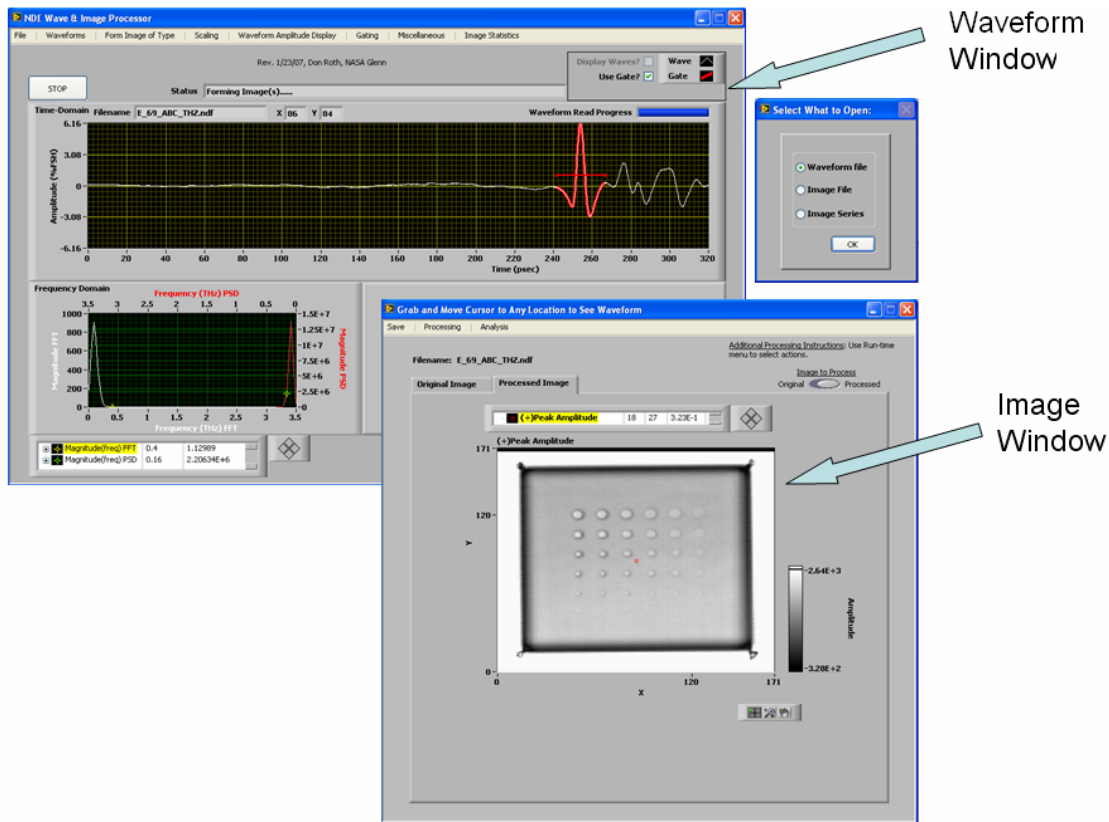 Waveform
Window
NDE Wave & Image Processor
File Waveforms Form Image of Type Scaling Waveform Amplitude Display Gating Miscellaneous Image Statistics
Rev. 1/23/07, Don Roth, NASA Glenn
Display Waves? Wave
Use Gate? Gate
STOP
Status Forming Image(s)......
Time-Domain Filename E_69_ABC_THZ.ndf X 86 Y 84 Waveform Read Progress
6.16
3.08
0
-3.08
-6.16
Amplitude (%FSH)
0 20 40 60 80 100 120 140 160 180 200 220 240 260 280 300 320
Time (psec)
Select What to Open:
Waveform file
Image File
Image Series
OK
Frequency Domain
Frequency (THz) PSD
3.5 3 2.5 2 1.5 1 0.5 0
1000
800
600
400
200
0
Magnitude FFT
1.5E+7
1.25E+7
1E+7
7.5E+6
5E+6
2.5E+6
0
Magnitude PSD
0 0.5 1 1.5 2 2.5 3 3.5
Frequency (THz) FFT
Magnitude(freq) FFT 0.4 1.12989
Magnitude(freq) PSD 0.16 2.20634E+6
Grab and Move Cursor to Any Location to See Waveform
Save Processing Analysis
Additional Processing Instructions: Use Run-time
menu to select actions.
Filename: E_69_ABC_THZ.ndf
Image to Process
Original Processed
Original Image Processed Image
(+)Peak Amplitude 18 27 3.23E-1
(+)Peak Amplitude
171
120
0
Y
0 120 171
X
-2.64E+3
-3.28E+2
Amplitude
Image
Window